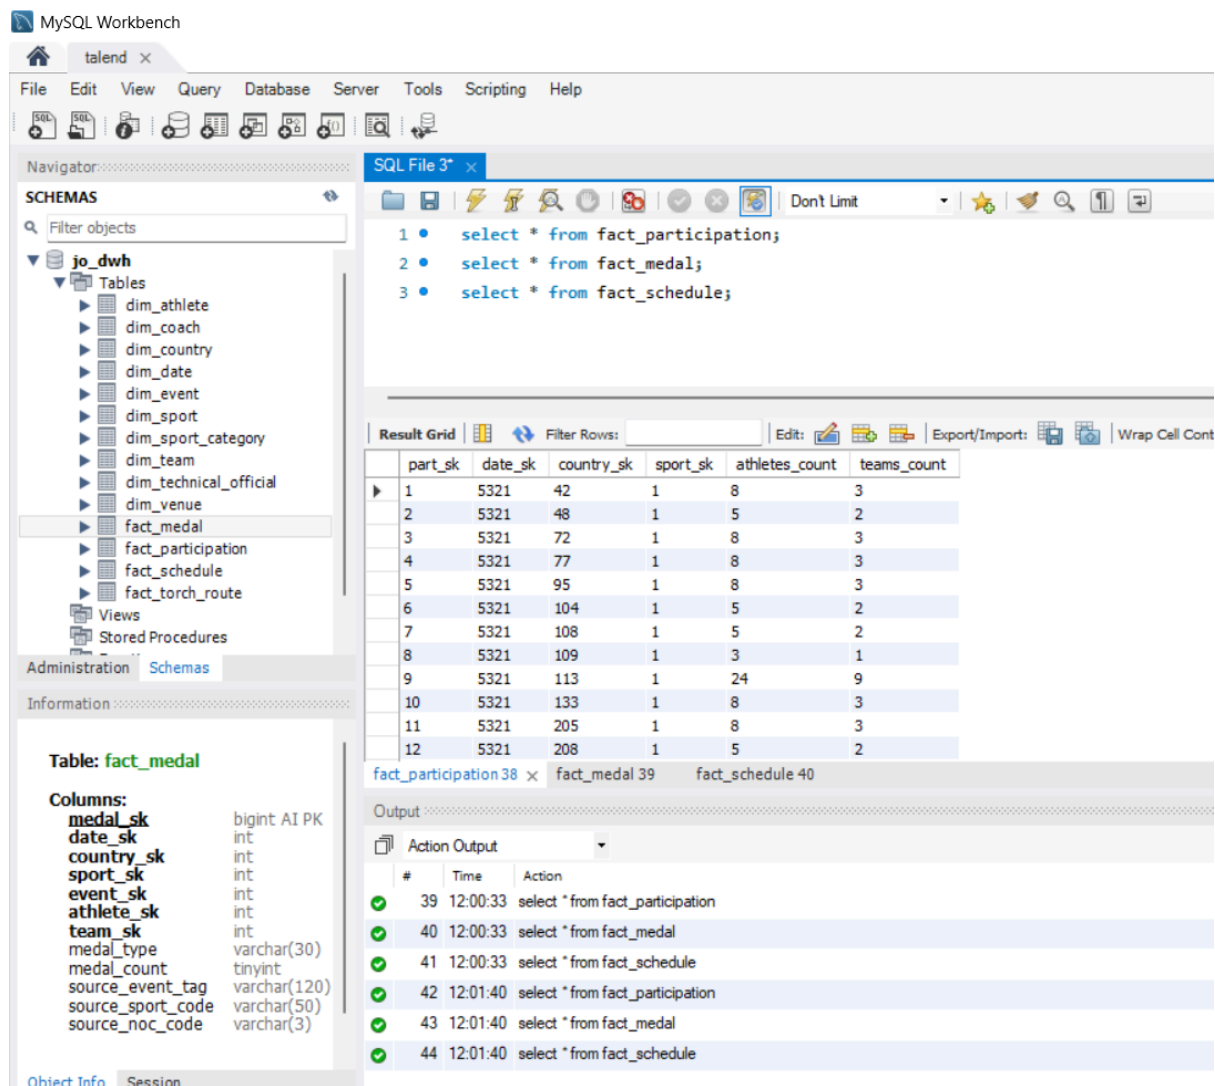 MySQL Workbench
talend
File Edit View Query Database Server Tools Scripting Help
Navigator
SCHEMAS
Filter objects
jo_dwh
Tables
dim_athlete
dim_coach
dim_country
dim_date
dim_event
dim_sport
dim_sport_category
dim_team
dim_technical_official
dim_venue
fact_medal
fact_participation
fact_schedule
fact_torch_route
Views
Stored Procedures
Administration Schemas
Information
Table: fact_medal
Columns:
medal_sk bigint AI PK
date_sk int
country_sk int
sport_sk int
event_sk int
athlete_sk int
team_sk int
medal_type varchar(30)
medal_count tinyint
source_event_tag varchar(120)
source_sport_code varchar(50)
source_noc_code varchar(3)
Object Info Session
SQL File 3*
Don't Limit
1 select * from fact_participation;
2 select * from fact_medal;
3 select * from fact_schedule;
Result Grid Filter Rows: Edit: Export/Import: Wrap Cell Cont
part_sk date_sk country_sk sport_sk athletes_count teams_count
1 5321 42 1 8 3
2 5321 48 1 5 2
3 5321 72 1 8 3
4 5321 77 1 8 3
5 5321 95 1 8 3
6 5321 104 1 5 2
7 5321 108 1 5 2
8 5321 109 1 3 1
9 5321 113 1 24 9
10 5321 133 1 8 3
11 5321 205 1 8 3
12 5321 208 1 5 2
fact_participation 38 fact_medal 39 fact_schedule 40
Output
Action Output
# Time Action
39 12:00:33 select * from fact_participation
40 12:00:33 select * from fact_medal
41 12:00:33 select * from fact_schedule
42 12:01:40 select * from fact_participation
43 12:01:40 select * from fact_medal
44 12:01:40 select * from fact_schedule